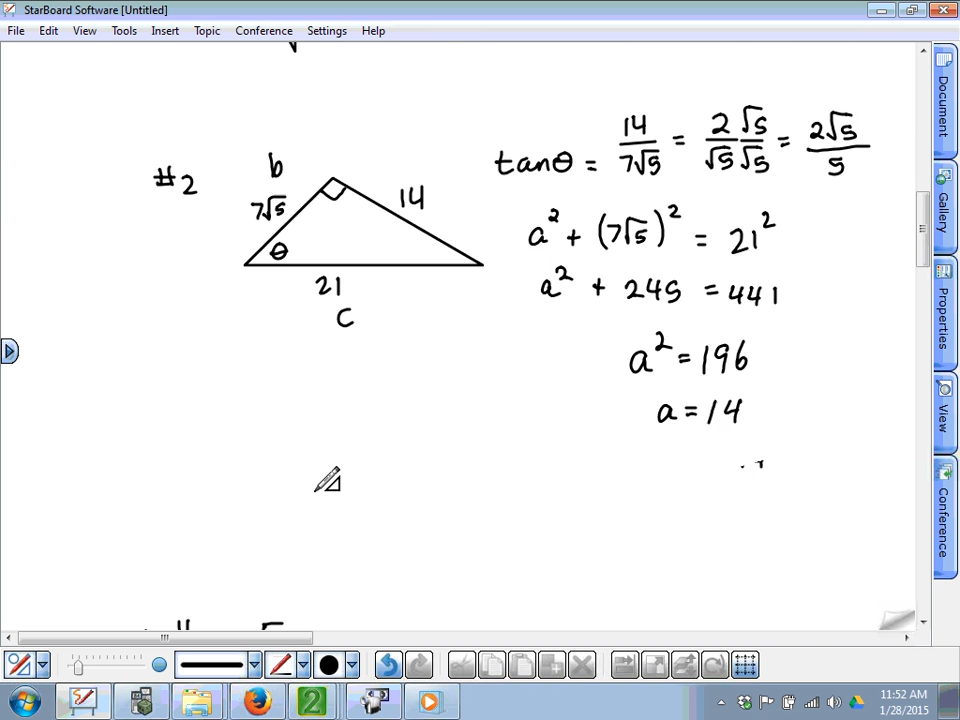 StarBoard Software [Untitled]
File Edit View Tools Insert Topic Conference Settings Help
#2
b
7√5
14
θ
21
C
tanθ = 14/7√5 = 2√5/√5√5 = 2√5/5
a² + (7√5)² = 21²
a² + 245 = 441
a² = 196
a = 14
Document
Gallery
Properties
View
Conference
11:52 AM
1/28/2015